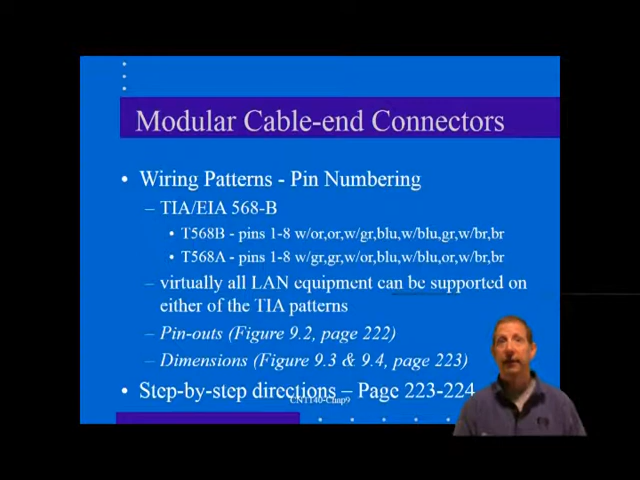 Modular Cable-end Connectors
• Wiring Patterns - Pin Numbering
– TIA/EIA 568-B
• T568B - pins 1-8 w/or,or,w/gr,blu,w/blu,gr,w/br,br
• T568A - pins 1-8 w/gr,gr,w/or,blu,w/blu,or,w/br,br
– virtually all LAN equipment can be supported on
either of the TIA patterns
– Pin-outs (Figure 9.2, page 222)
– Dimensions (Figure 9.3 & 9.4, page 223)
• Step-by-step directions – Page 223-224
CN1140-Chap9